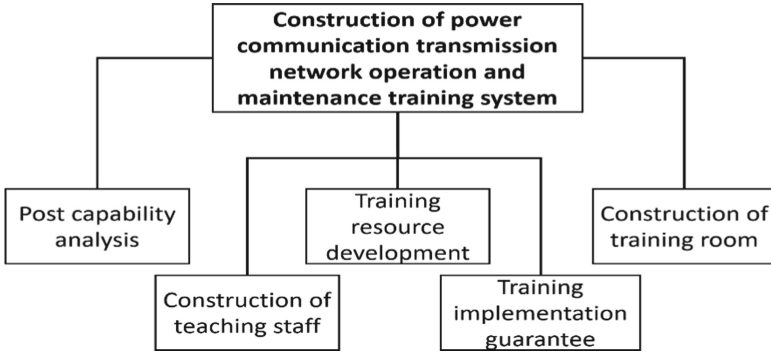 Construction of power
communication transmission
network operation and
maintenance training system
Post capability
analysis
Training
resource
development
Construction of
training room
Construction of
teaching staff
Training
implementation
guarantee